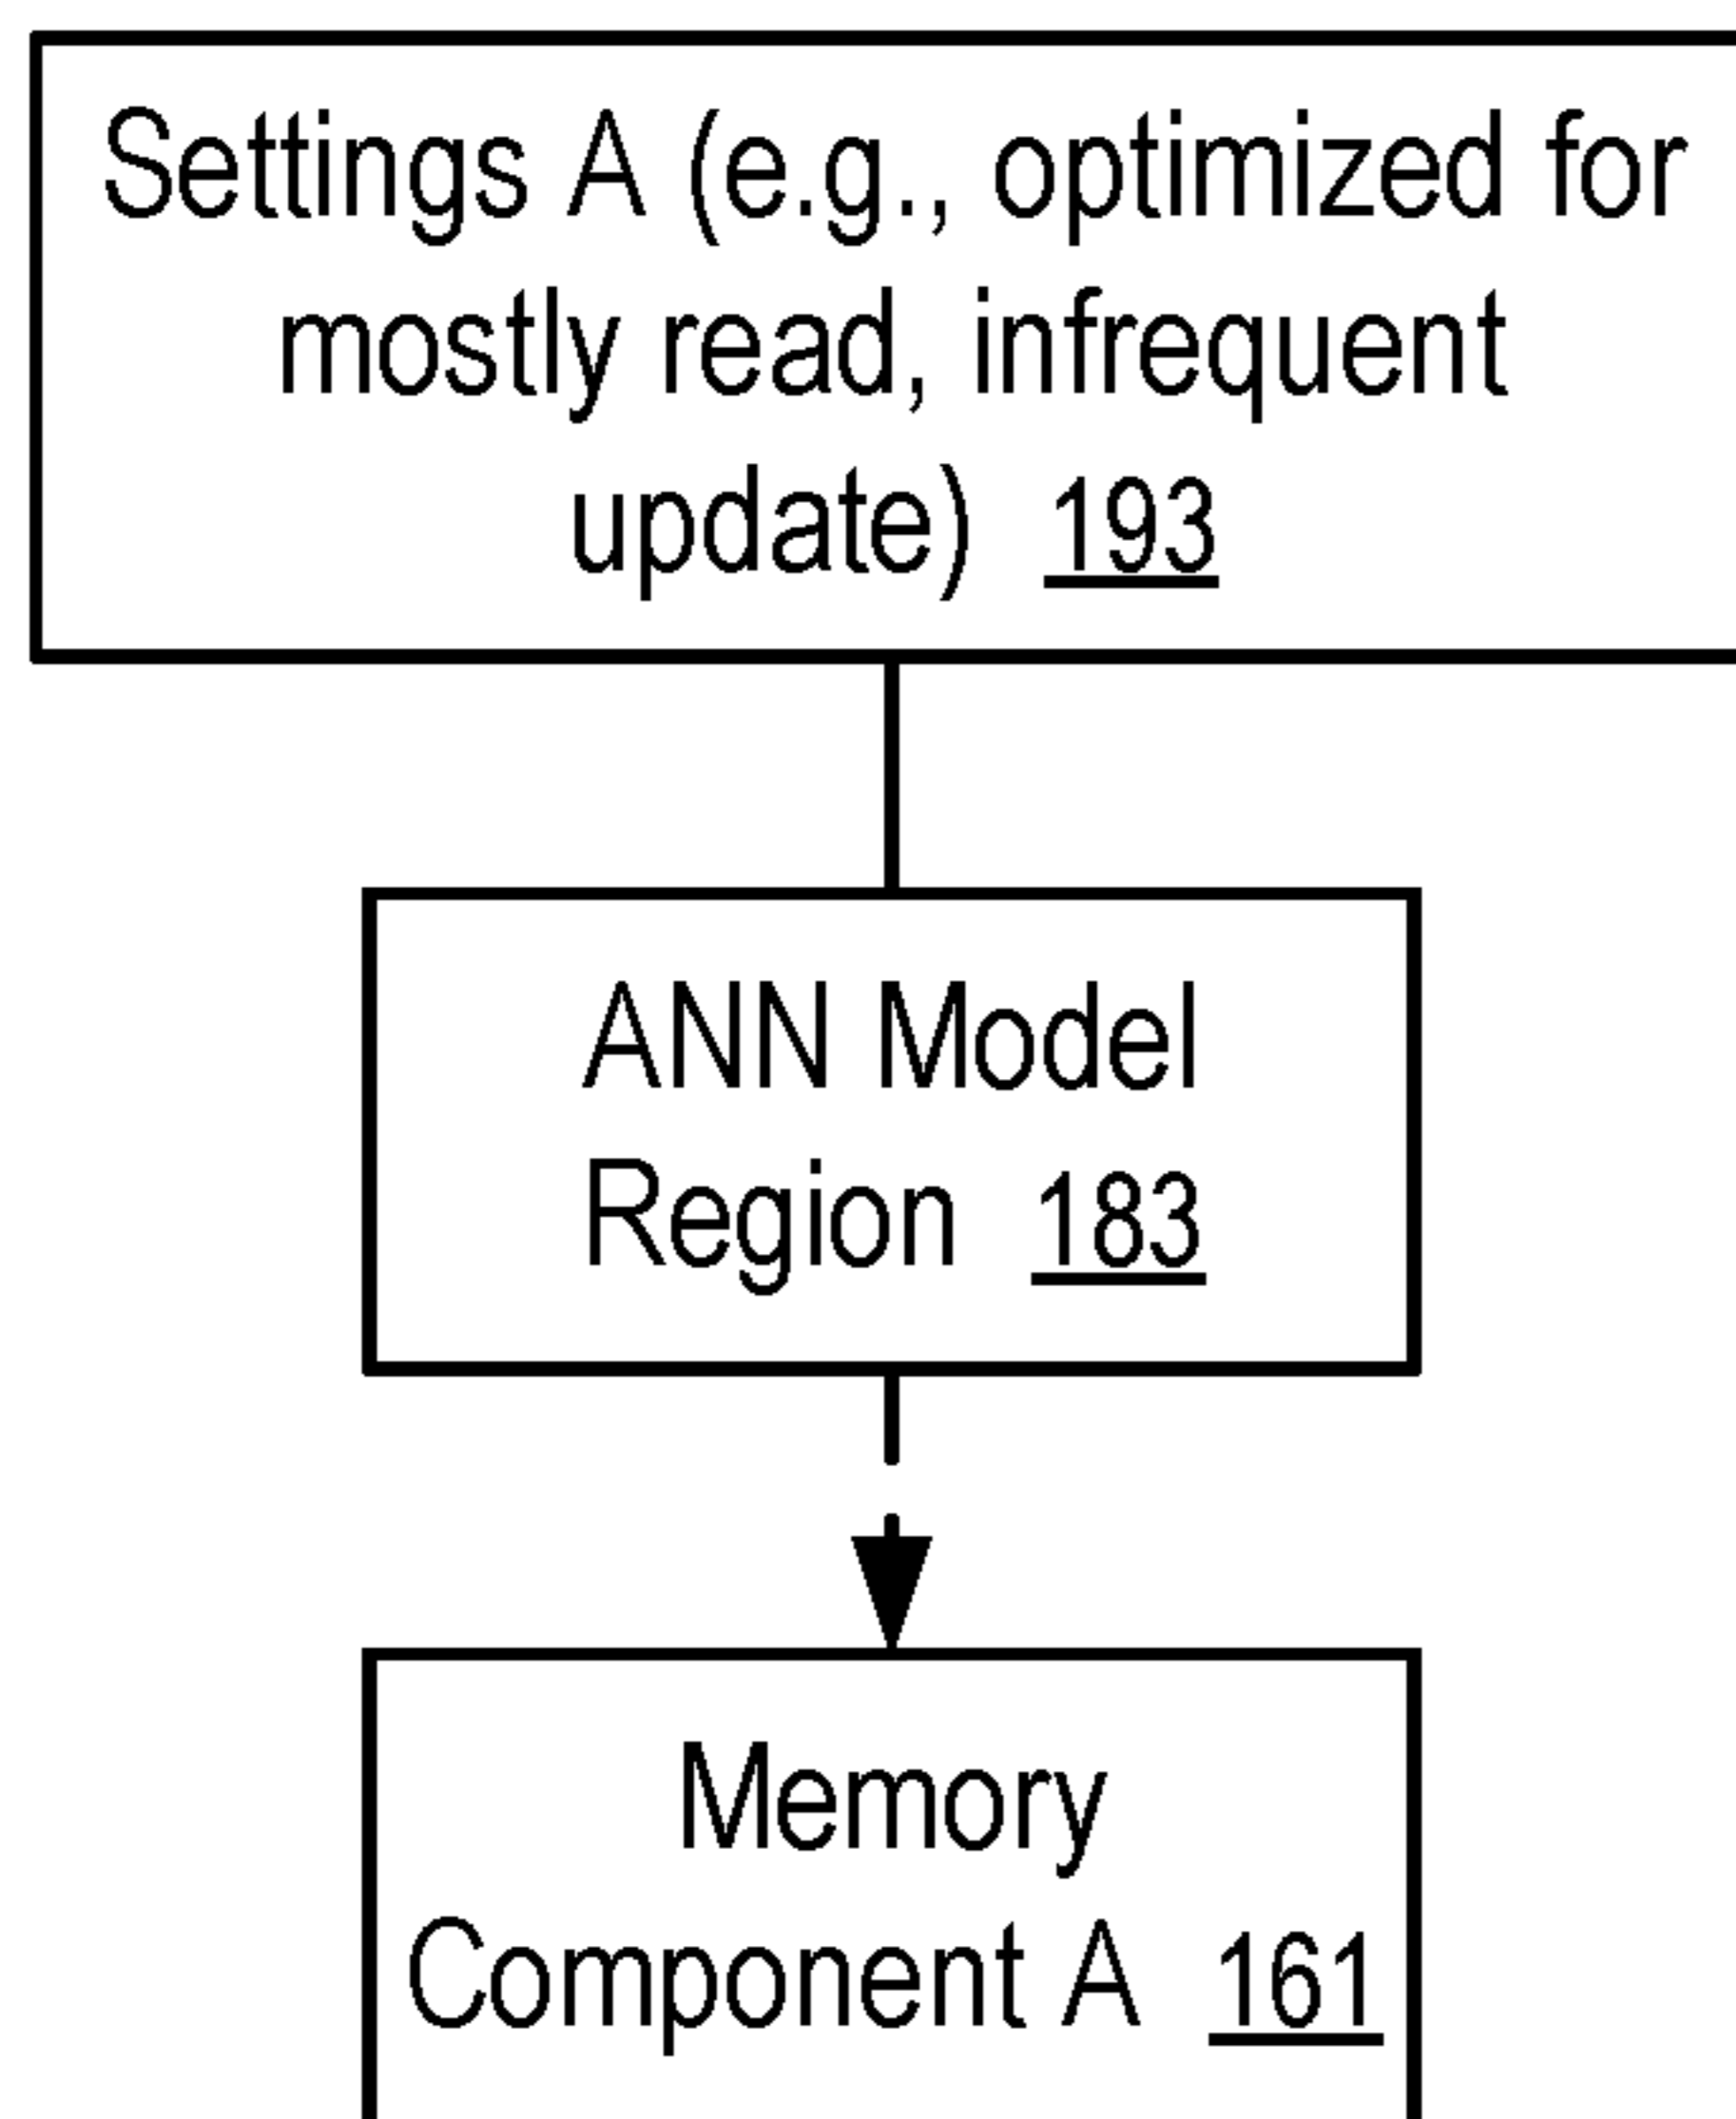 Settings A (e.g., optimized for
mostly read, infrequent
update) 193
ANN Model
Region 183
Memory
Component A 161